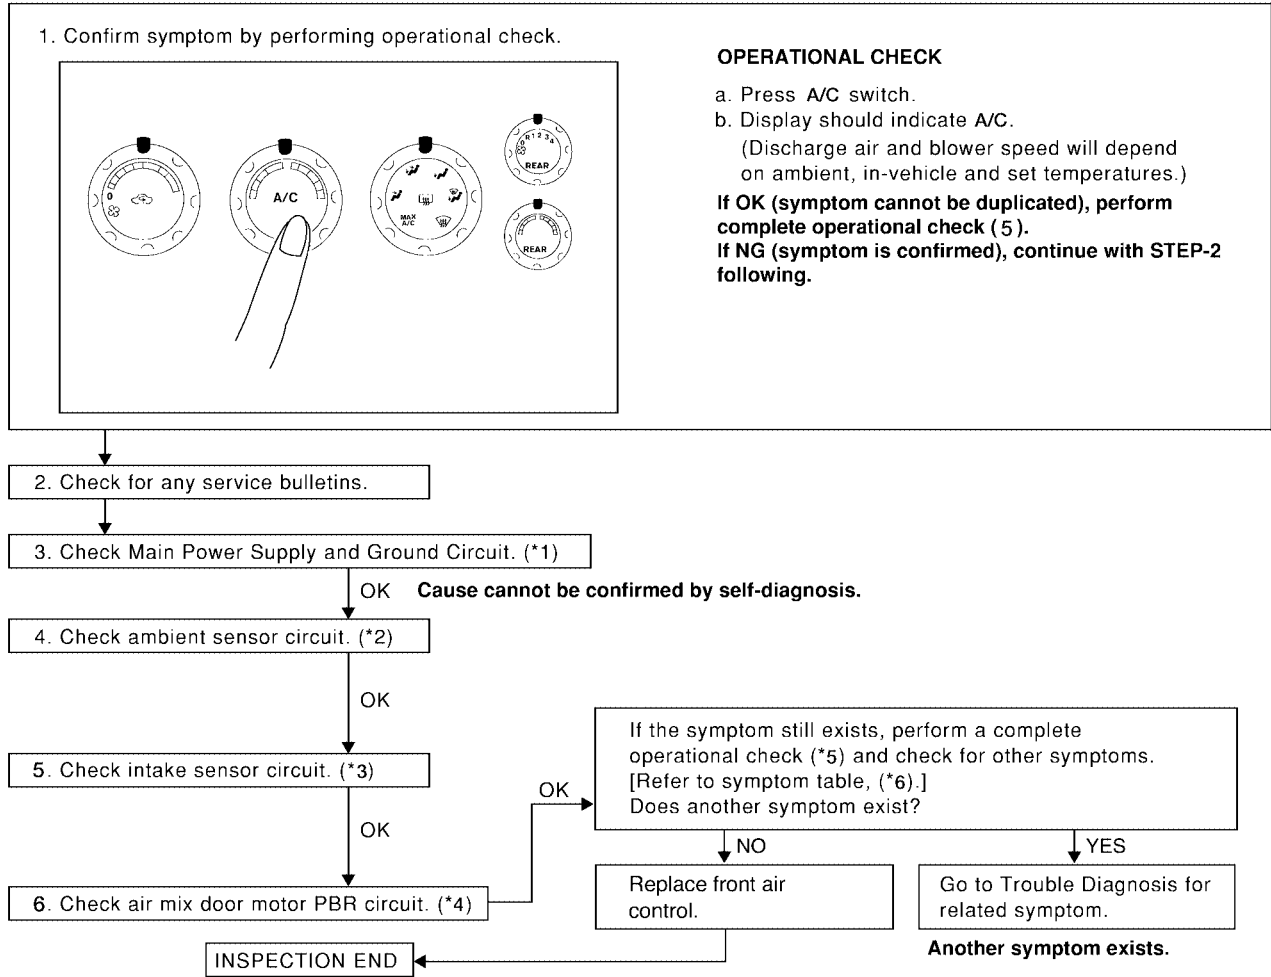 1. Confirm symptom by performing operational check.
0
A/C
MAX
A/C
0 R 1 2 3 4
REAR
REAR
OPERATIONAL CHECK
a. Press A/C switch.
b. Display should indicate A/C.
(Discharge air and blower speed will depend
on ambient, in-vehicle and set temperatures.)
If OK (symptom cannot be duplicated), perform
complete operational check (5).
If NG (symptom is confirmed), continue with STEP-2
following.
2. Check for any service bulletins.
3. Check Main Power Supply and Ground Circuit. (*1)
OK
Cause cannot be confirmed by self-diagnosis.
4. Check ambient sensor circuit. (*2)
OK
5. Check intake sensor circuit. (*3)
OK
6. Check air mix door motor PBR circuit. (*4)
OK
If the symptom still exists, perform a complete
operational check (*5) and check for other symptoms.
[Refer to symptom table, (*6).]
Does another symptom exist?
NO
YES
Replace front air
control.
Go to Trouble Diagnosis for
related symptom.
Another symptom exists.
INSPECTION END